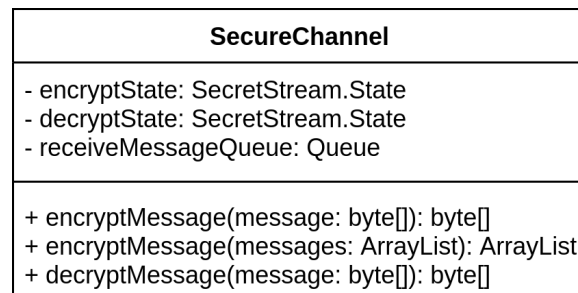 SecureChannel
- encryptState: SecretStream.State
- decryptState: SecretStream.State
- receiveMessageQueue: Queue
+ encryptMessage(message: byte[]): byte[]
+ encryptMessage(messages: ArrayList): ArrayList
+ decryptMessage(message: byte[]): byte[]